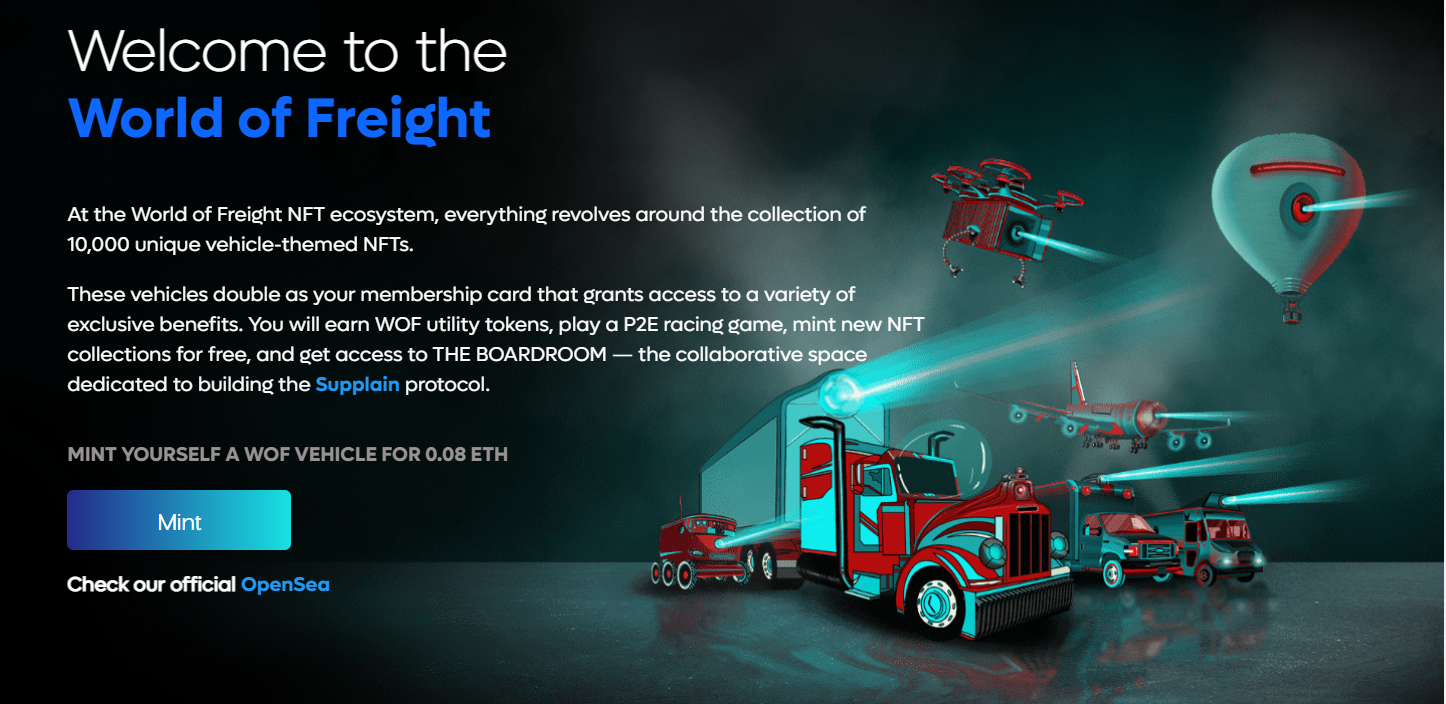 Welcome to the
World of Freight
At the World of Freight NFT ecosystem, everything revolves around the collection of
10,000 unique vehicle-themed NFTs.
These vehicles double as your membership card that grants access to a variety of
exclusive benefits. You will earn WOF utility tokens, play a P2E racing game, mint new NFT
collections for free, and get access to THE BOARDROOM — the collaborative space
dedicated to building the Supplain protocol.
MINT YOURSELF A WOF VEHICLE FOR 0.08 ETH
Mint
Check our official OpenSea